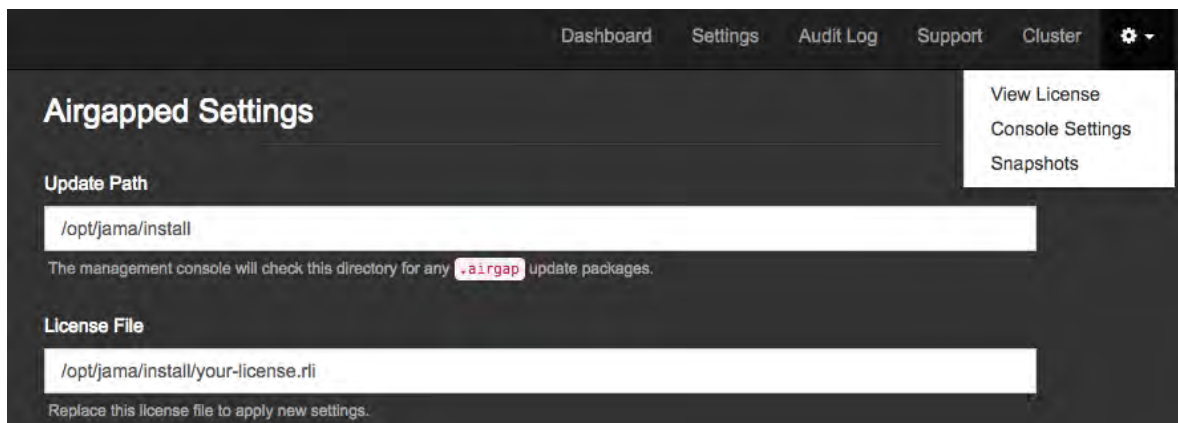 Dashboard Settings Audit Log Support Cluster
View License
Console Settings
Snapshots
Airgapped Settings
Update Path
/opt/jama/install
The management console will check this directory for any .airgap update packages.
License File
/opt/jama/install/your-license.rli
Replace this license file to apply new settings.